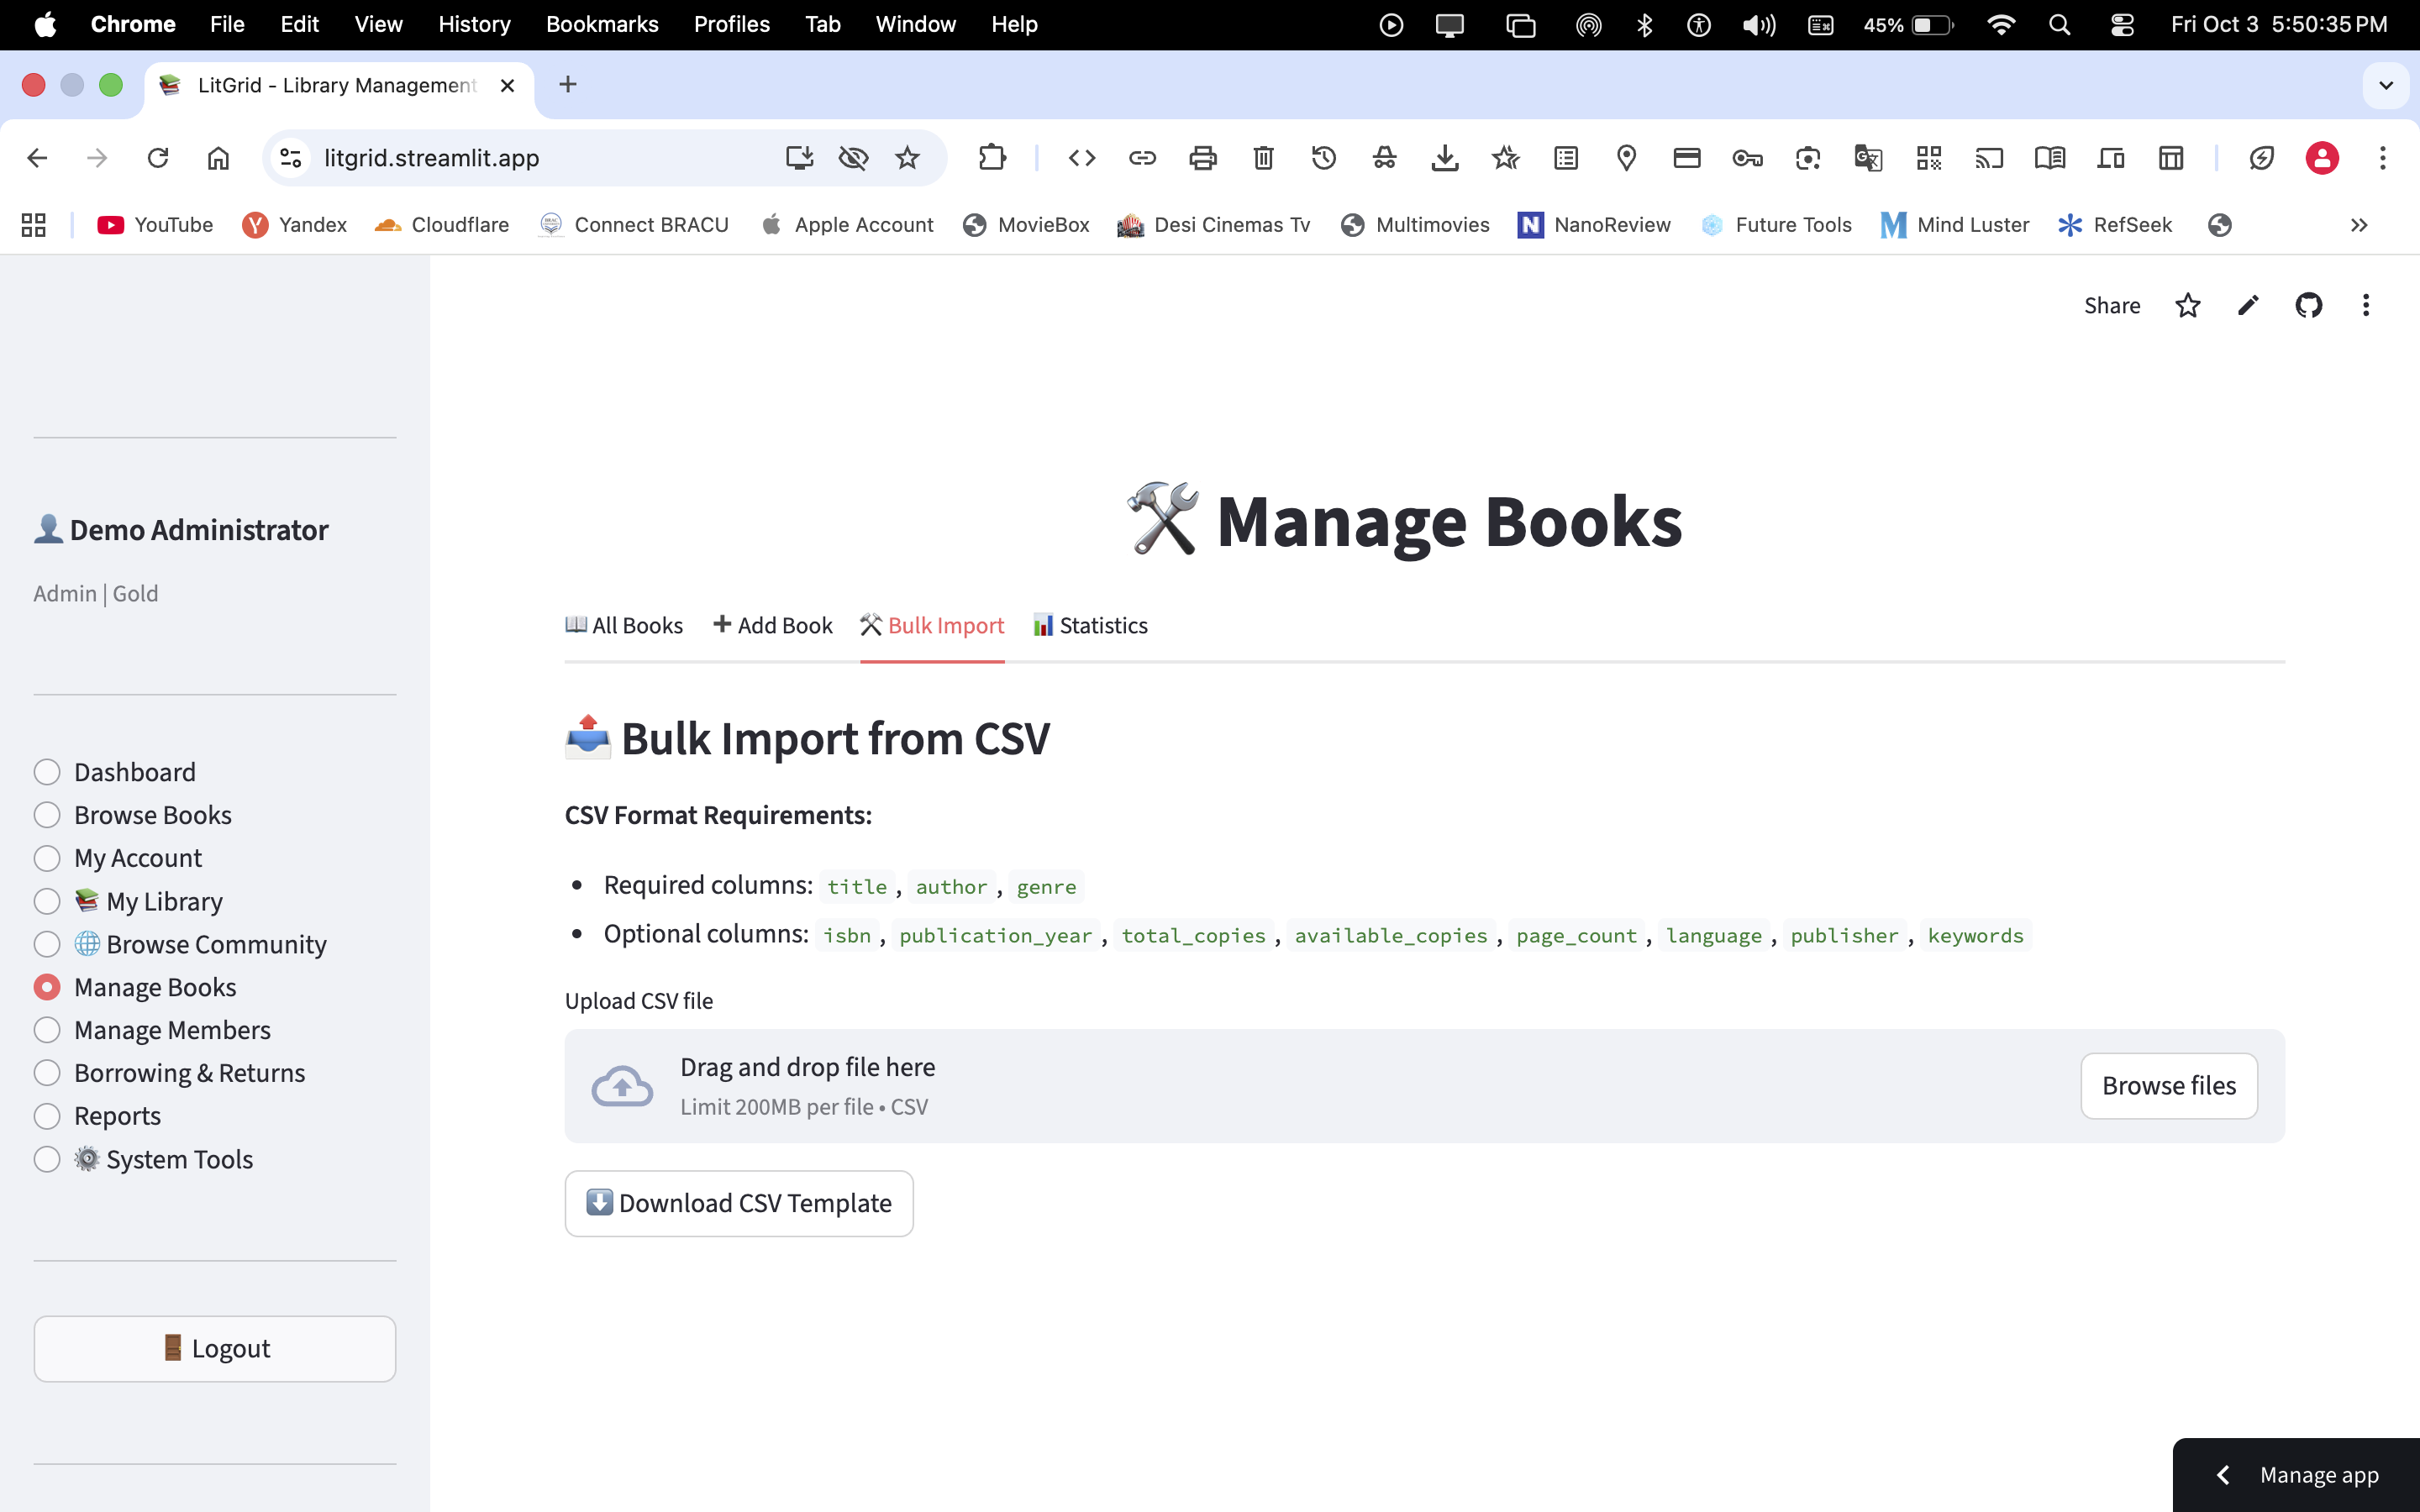 Chrome File Edit View History Bookmarks Profiles Tab Window Help 45% Fri Oct 3 5:50:35 PM
LitGrid - Library Management
litgrid.streamlit.app
YouTube Yandex Cloudflare Connect BRACU Apple Account MovieBox Desi Cinemas Tv Multimovies NanoReview Future Tools Mind Luster RefSeek
Share
Demo Administrator
Admin | Gold
Dashboard
Browse Books
My Account
My Library
Browse Community
Manage Books
Manage Members
Borrowing & Returns
Reports
System Tools
Logout
Manage Books
All Books Add Book Bulk Import Statistics
Bulk Import from CSV
CSV Format Requirements:
• Required columns: title , author , genre
• Optional columns: isbn , publication_year , total_copies , available_copies , page_count , language , publisher , keywords
Upload CSV file
Drag and drop file here
Limit 200MB per file • CSV
Browse files
Download CSV Template
Manage app